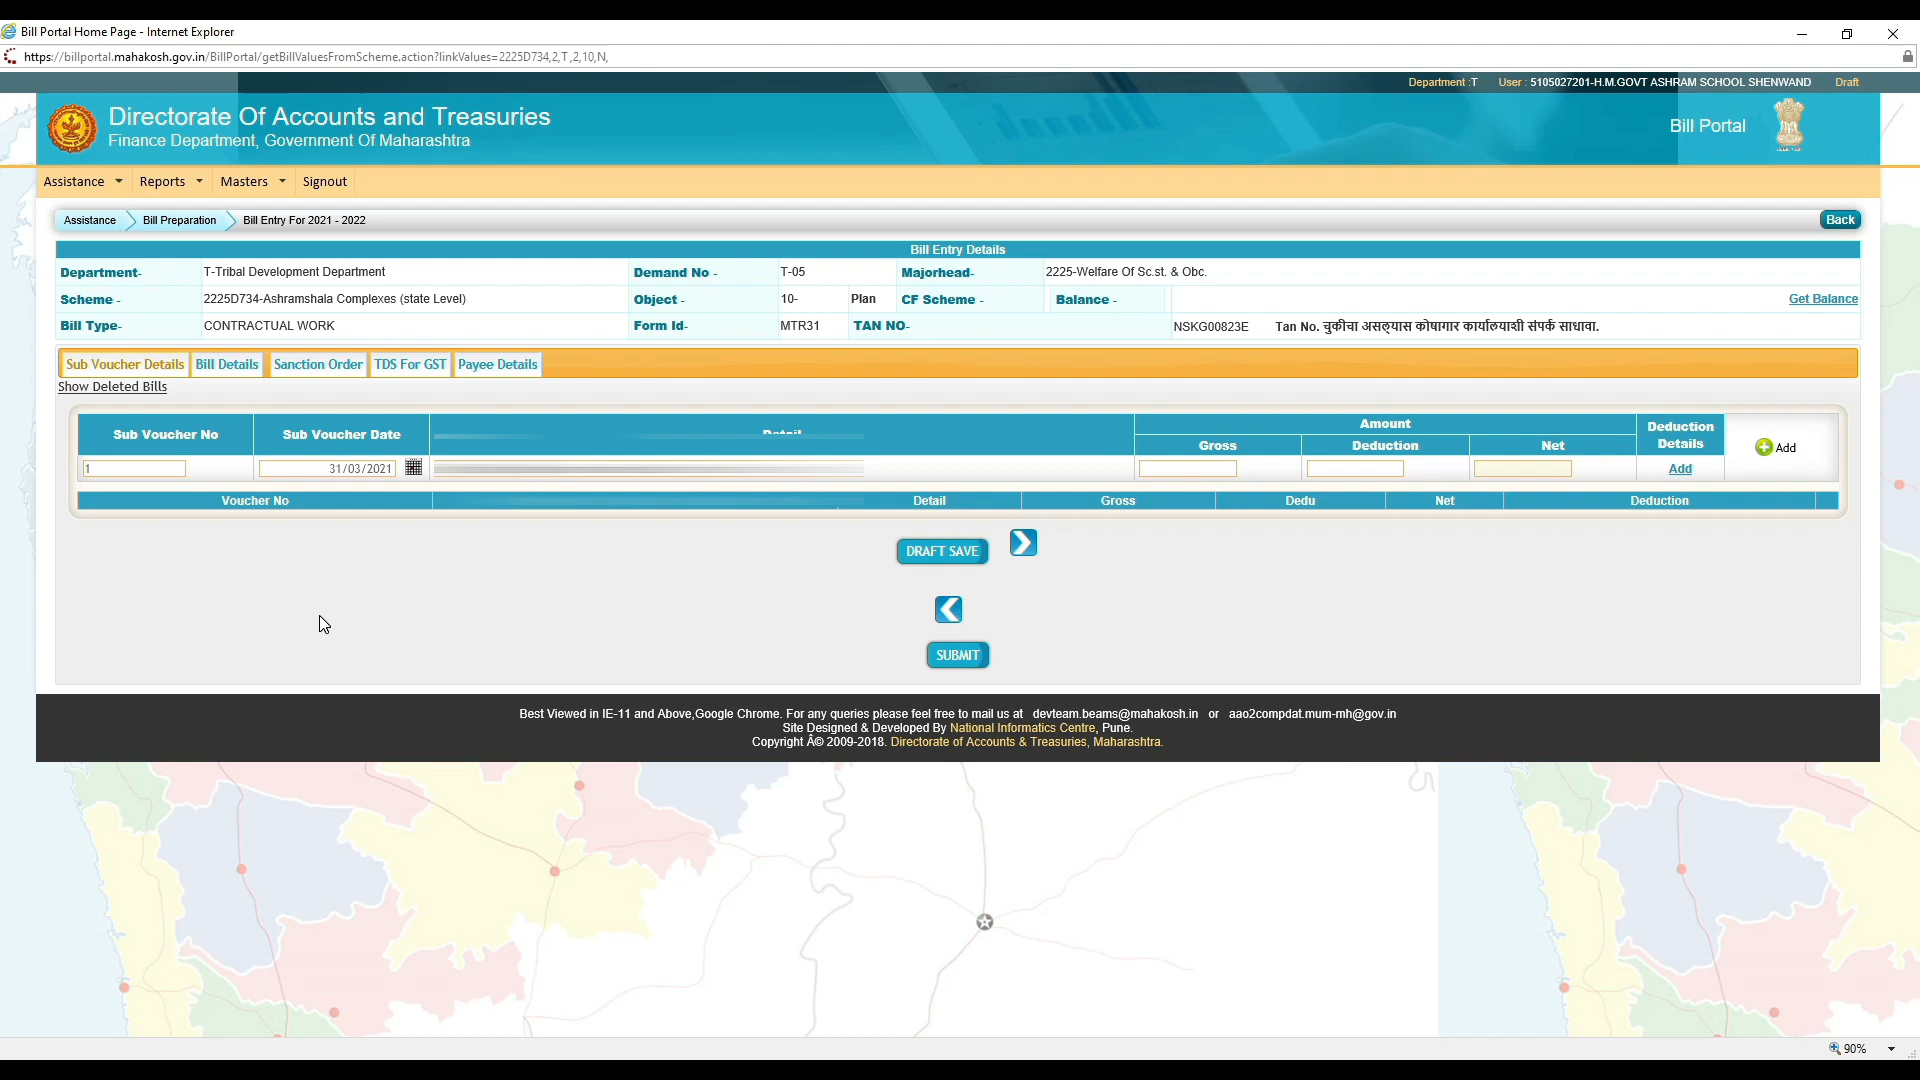 Bill Portal Home Page - Internet Explorer
https://billportal.mahakosh.gov.in/BillPortal/getBillValuesFromScheme.action?linkValues=2225D734,2,T,2,10,N,
Department :T User : 5105027201-H.M.GOVT ASHRAM SCHOOL SHENWAND Draft
Directorate Of Accounts and Treasuries
Finance Department, Government Of Maharashtra
Bill Portal
Assistance Reports Masters Signout
Assistance Bill Preparation Bill Entry For 2021 - 2022 Back
Bill Entry Details
Department- T-Tribal Development Department Demand No - T-05 Majorhead- 2225-Welfare Of Sc.st. & Obc.
Scheme - 2225D734-Ashramshala Complexes (state Level) Object - 10- Plan CF Scheme - Balance - Get Balance
Bill Type- CONTRACTUAL WORK Form Id- MTR31 TAN NO- NSKG00823E Tan No. चुकीचा असल्यास कोषागार कार्यालयाशी संपर्क साधावा.
Sub Voucher Details Bill Details Sanction Order TDS For GST Payee Details
Show Deleted Bills
Sub Voucher No Sub Voucher Date Detail Amount Deduction Details Add
Gross Deduction Net
1 31/03/2021 Add
Voucher No Detail Gross Dedu Net Deduction
DRAFT SAVE
SUBMIT
Best Viewed in IE-11 and Above,Google Chrome. For any queries please feel free to mail us at devteam.beams@mahakosh.in or aao2compdat.mum-mh@gov.in
Site Designed & Developed By National Informatics Centre, Pune.
Copyright Â© 2009-2018. Directorate of Accounts & Treasuries, Maharashtra.
90%